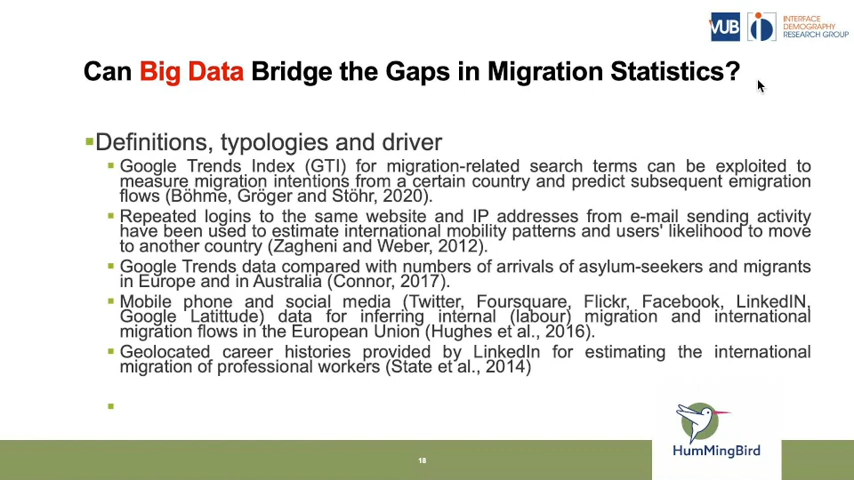 VUB
INTERFACE
DEMOGRAPHY
RESEARCH GROUP
Can Big Data Bridge the Gaps in Migration Statistics?
Definitions, typologies and driver
Google Trends Index (GTI) for migration-related search terms can be exploited to
measure migration intentions from a certain country and predict subsequent emigration
flows (Böhme, Gröger and Stöhr, 2020).
Repeated logins to the same website and IP addresses from e-mail sending activity
have been used to estimate international mobility patterns and users' likelihood to move
to another country (Zagheni and Weber, 2012).
Google Trends data compared with numbers of arrivals of asylum-seekers and migrants
in Europe and in Australia (Connor, 2017).
Mobile phone and social media (Twitter, Foursquare, Flickr, Facebook, LinkedIN,
Google Latittude) data for inferring internal (labour) migration and international
migration flows in the European Union (Hughes et al., 2016).
Geolocated career histories provided by LinkedIn for estimating the international
migration of professional workers (State et al., 2014)
HumMingBird
18